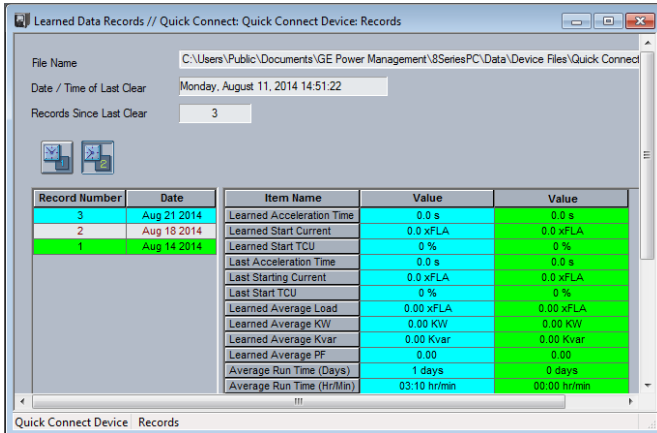 Learned Data Records // Quick Connect: Quick Connect Device: Records
File Name C:\Users\Public\Documents\GE Power Management\8SeriesPC\Data\Device Files\Quick Connect
Date / Time of Last Clear Monday, August 11, 2014 14:51:22
Records Since Last Clear 3
1 2
Record Number Date Item Name Value Value
3 Aug 21 2014 Learned Acceleration Time 0.0 s 0.0 s
2 Aug 18 2014 Learned Start Current 0.0 xFLA 0.0 xFLA
1 Aug 14 2014 Learned Start TCU 0 % 0 %
Last Acceleration Time 0.0 s 0.0 s
Last Starting Current 0.0 xFLA 0.0 xFLA
Last Start TCU 0 % 0 %
Learned Average Load 0.00 xFLA 0.00 xFLA
Learned Average KW 0.00 KW 0.00 KW
Learned Average Kvar 0.00 Kvar 0.00 Kvar
Learned Average PF 0.00 0.00
Average Run Time (Days) 1 days 0 days
Average Run Time (Hr/Min) 03:10 hr/min 00:00 hr/min
Quick Connect Device Records